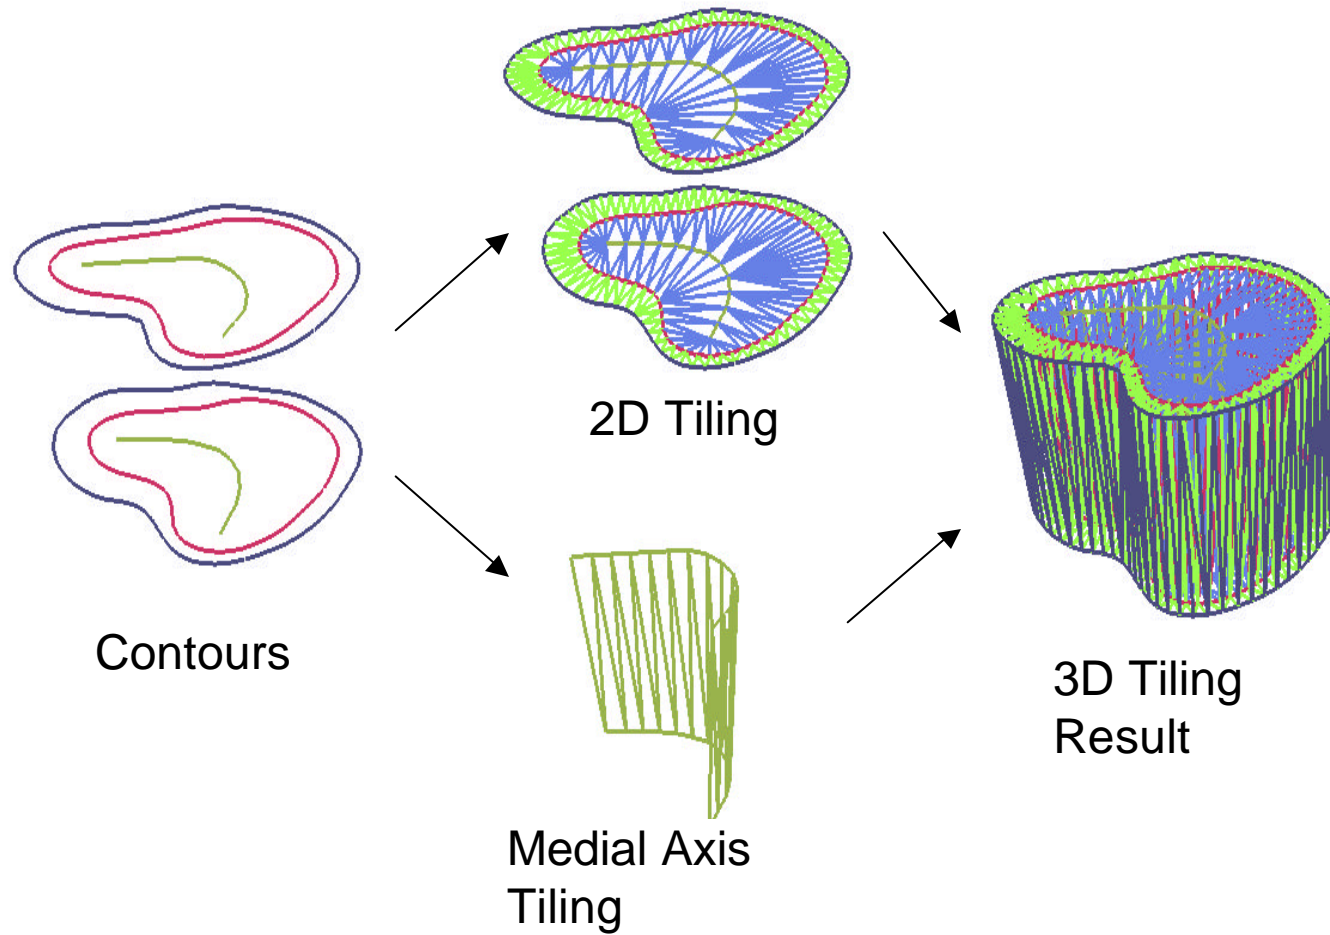 2D Tiling
Contours
3D Tiling
Result
Medial Axis
Tiling